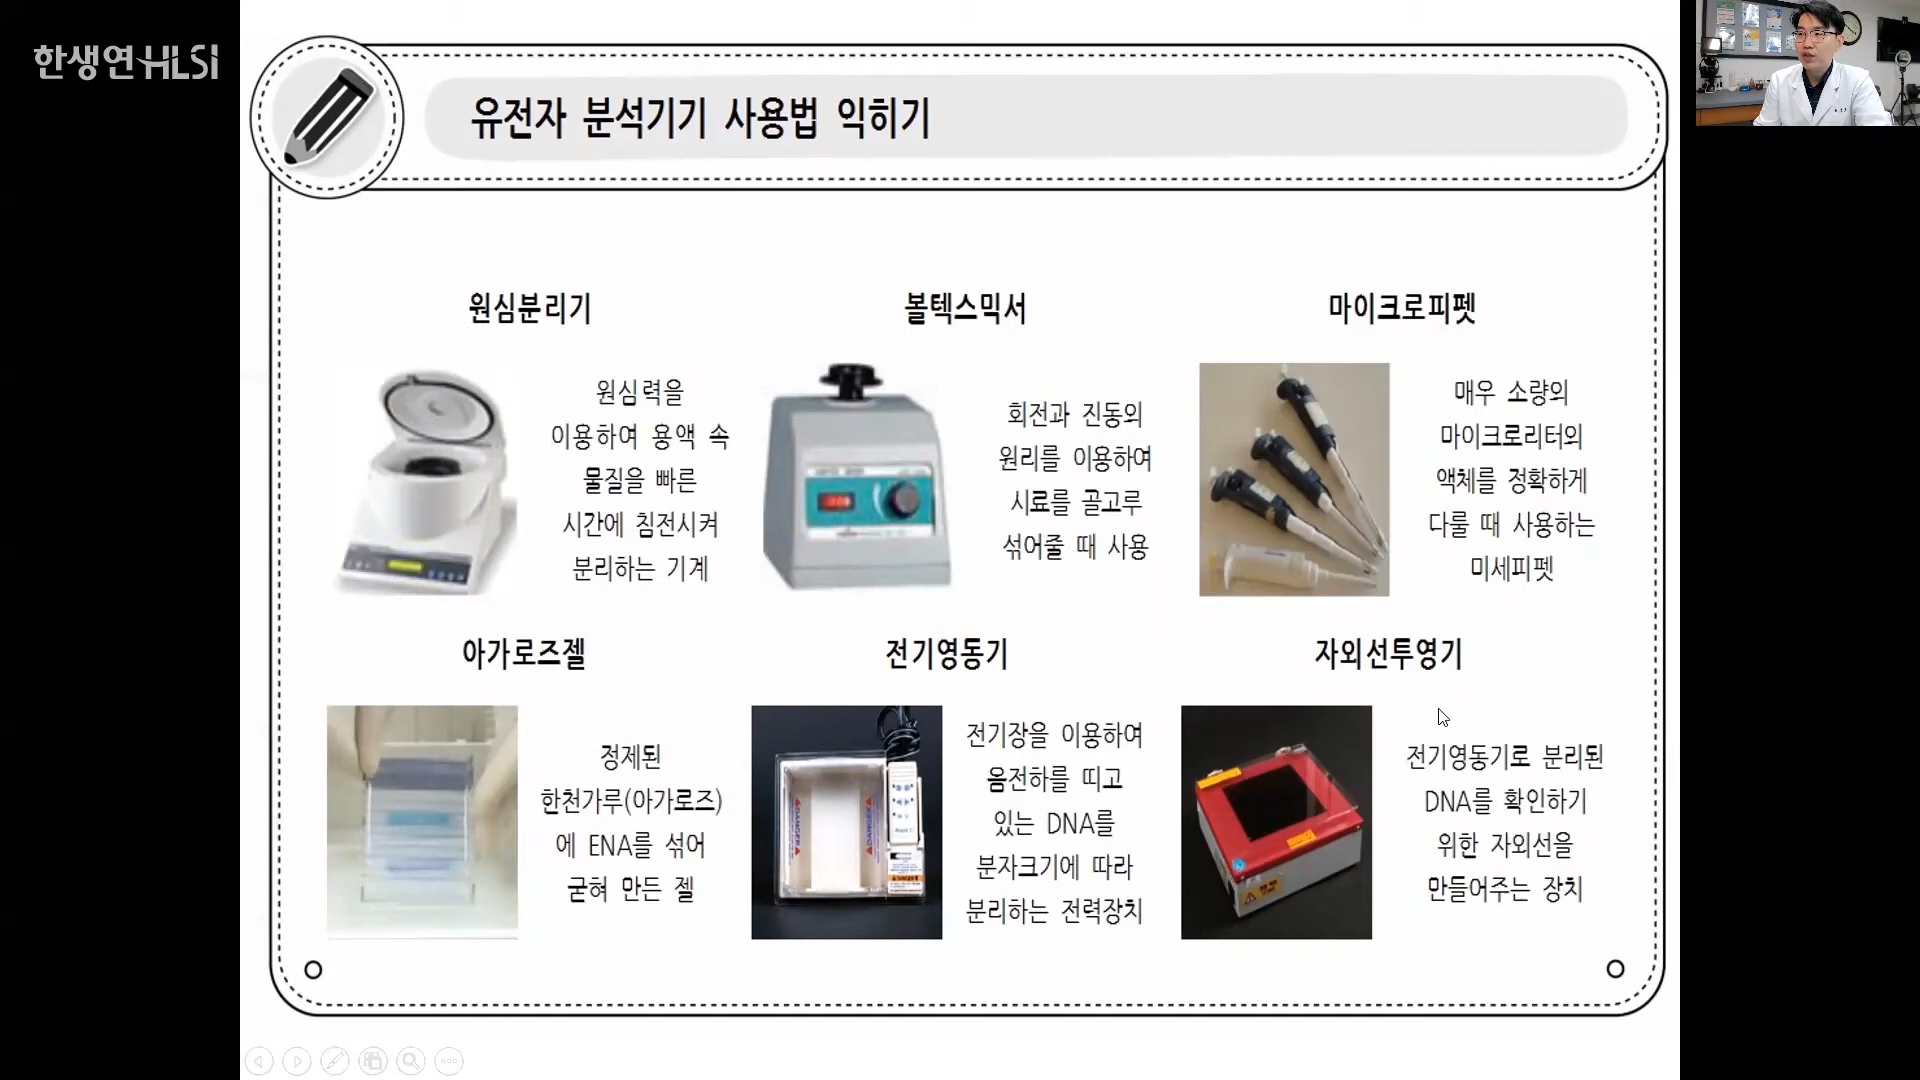 한생연 HLSI
유전자 분석기기 사용법 익히기
원심분리기
원심력을
이용하여 용액 속
물질을 빠른
시간에 침전시켜
분리하는 기계
볼텍스믹서
회전과 진동의
원리를 이용하여
시료를 골고루
섞어줄 때 사용
마이크로피펫
매우 소량의
마이크로리터의
액체를 정확하게
다룰 때 사용하는
미세피펫
아가로즈젤
정제된
한천가루(아가로즈)
에 ENA를 섞어
굳혀 만든 젤
전기영동기
DANGER
DANGER
전기장을 이용하여
음전하를 띠고
있는 DNA를
분자크기에 따라
분리하는 전력장치
자외선투영기
전기영동기로 분리된
DNA를 확인하기
위한 자외선을
만들어주는 장치